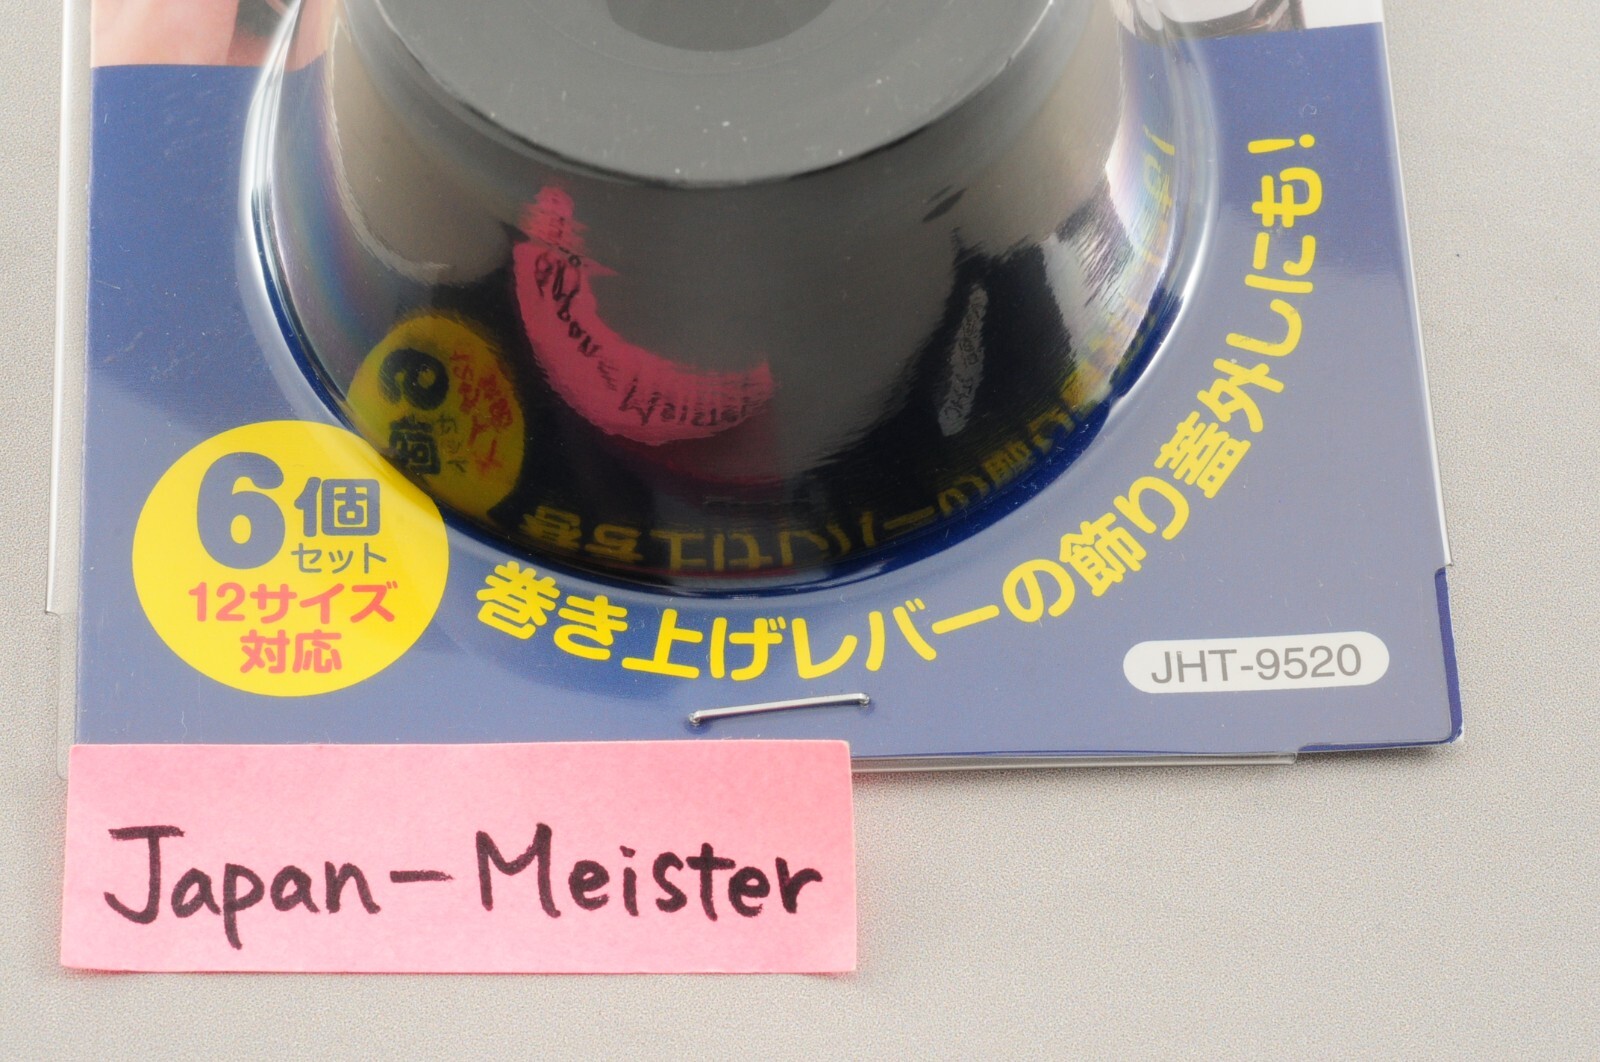 6個
セット
12サイズ
対応
巻き上げレバーの飾り蓋外しにも!
JHT-9520
Japan-Meister